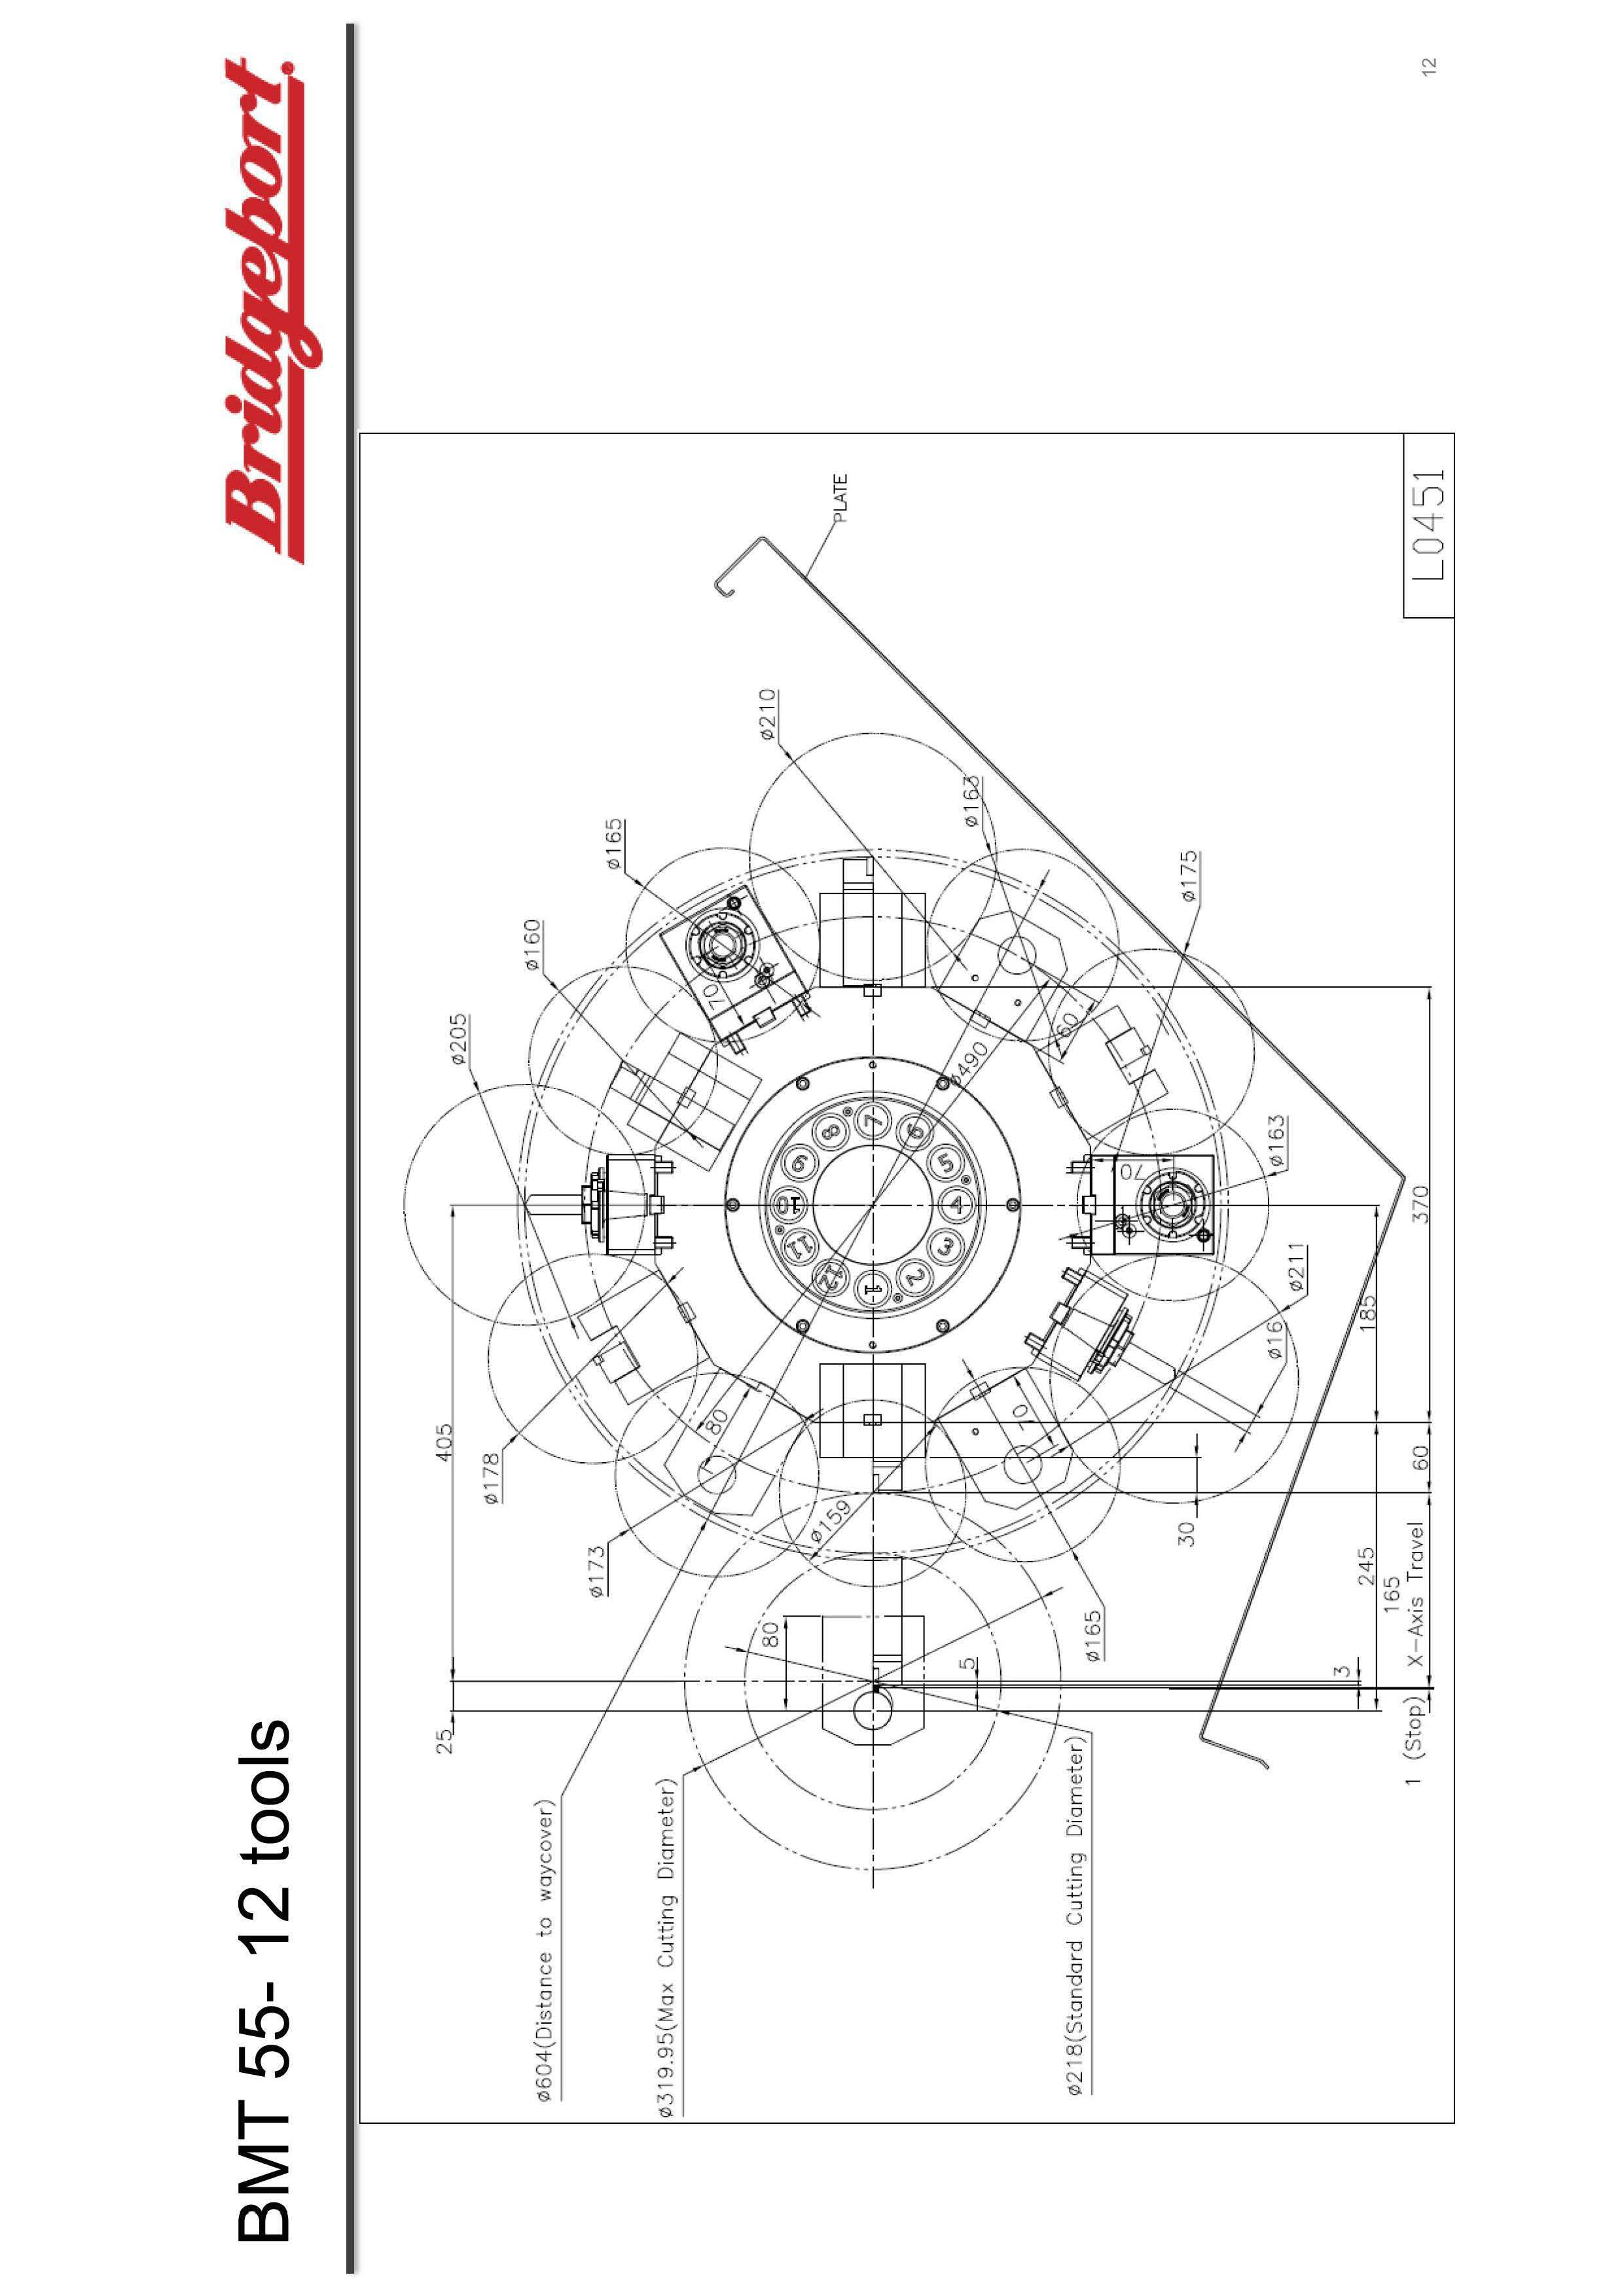 BMT 55- 12 tools
Bridgeport
25
405
ø205
ø178
ø160
ø604(Distance to waycover)
ø173
ø165
ø319.95(Max Cutting Diameter)
80
70
80
ø210
ø159
PLATE
10
11
9
12
8
1
7
2
6
3
5
4
5
ø490
ø163
70
ø218(Standard Cutting Diameter)
60
ø165
70
30
ø175
ø16
ø163
ø211
3
245
185
165
1 (Stop)
X-Axis Travel
60
370
L0451
12